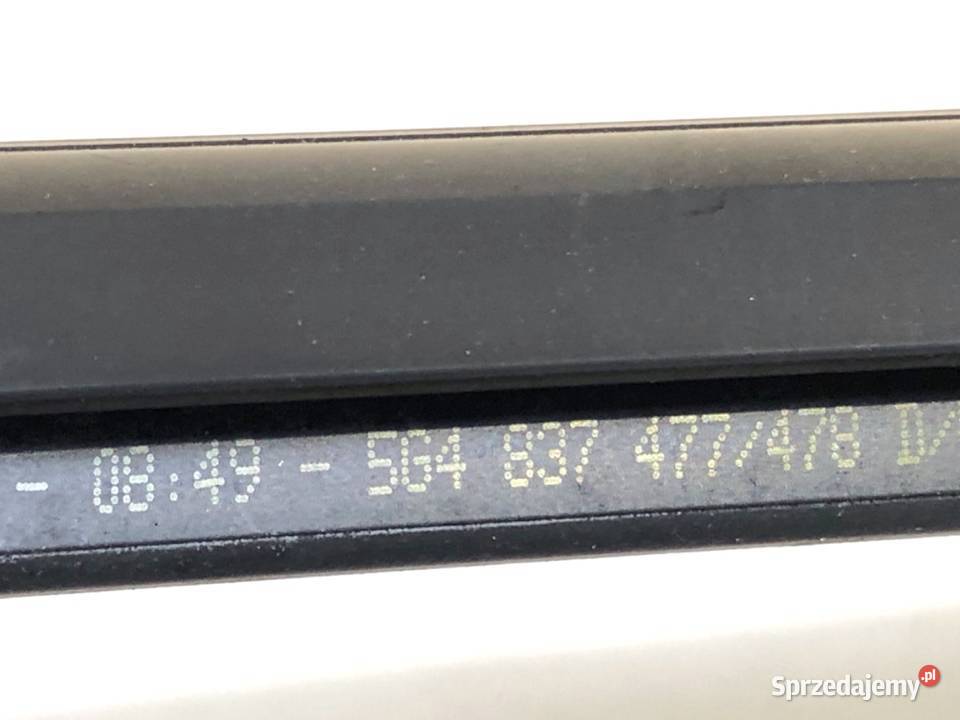 - 08:49 - 5G4 837 477/478 D/
Sprzedajemy.pl